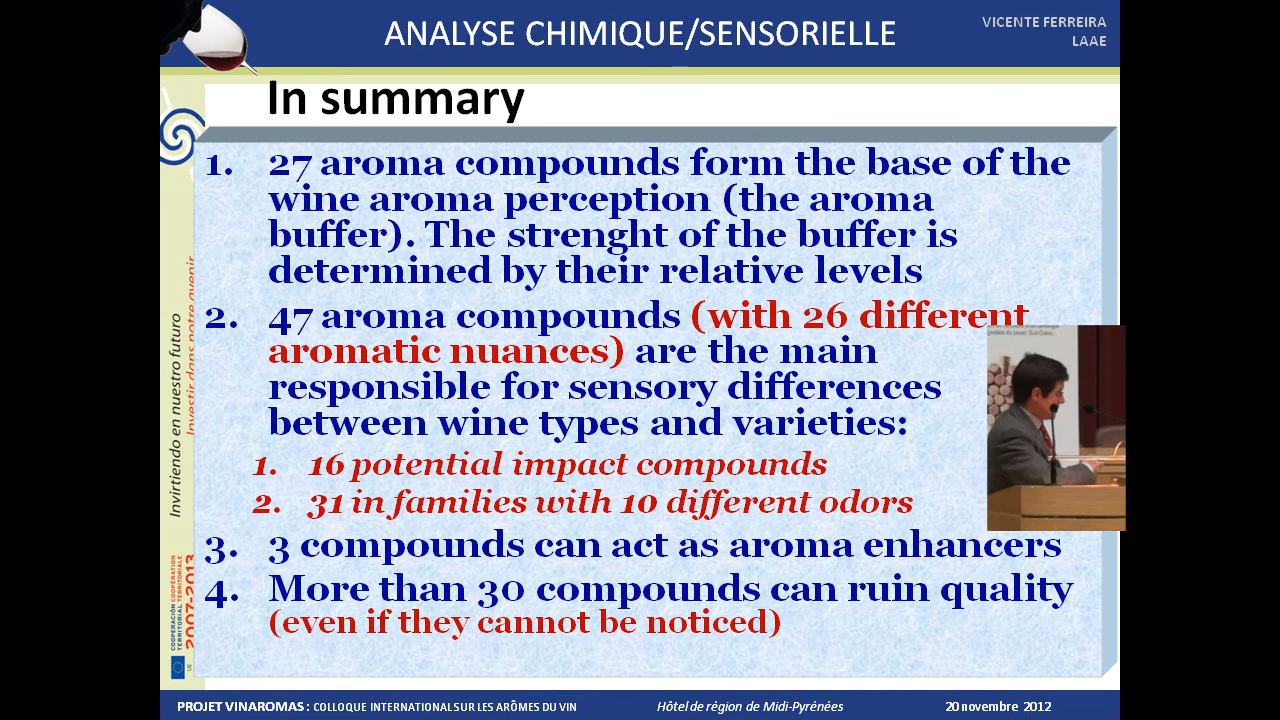 ANALYSE CHIMIQUE/SENSORIELLE
VICENTE FERREIRA
LAAE
In summary
1. 27 aroma compounds form the base of the
wine aroma perception (the aroma
buffer). The strenght of the buffer is
determined by their relative levels
2. 47 aroma compounds (with 26 different
aromatic nuances) are the main
responsible for sensory differences
between wine types and varieties:
1. 16 potential impact compounds
2. 31 in families with 10 different odors
3. 3 compounds can act as aroma enhancers
4. More than 30 compounds can ruin quality
(even if they cannot be noticed)
Invirtiendo en nuestro futuro
Investir dans notre avenir
COOPERACIÓN COOPÉRATION
TERRITORIAL TERRITORIALE
2007-2013
UE
PROJET VINAROMAS : COLLOQUE INTERNATIONAL SUR LES ARÔMES DU VIN
Hôtel de région de Midi-Pyrénées
20 novembre 2012